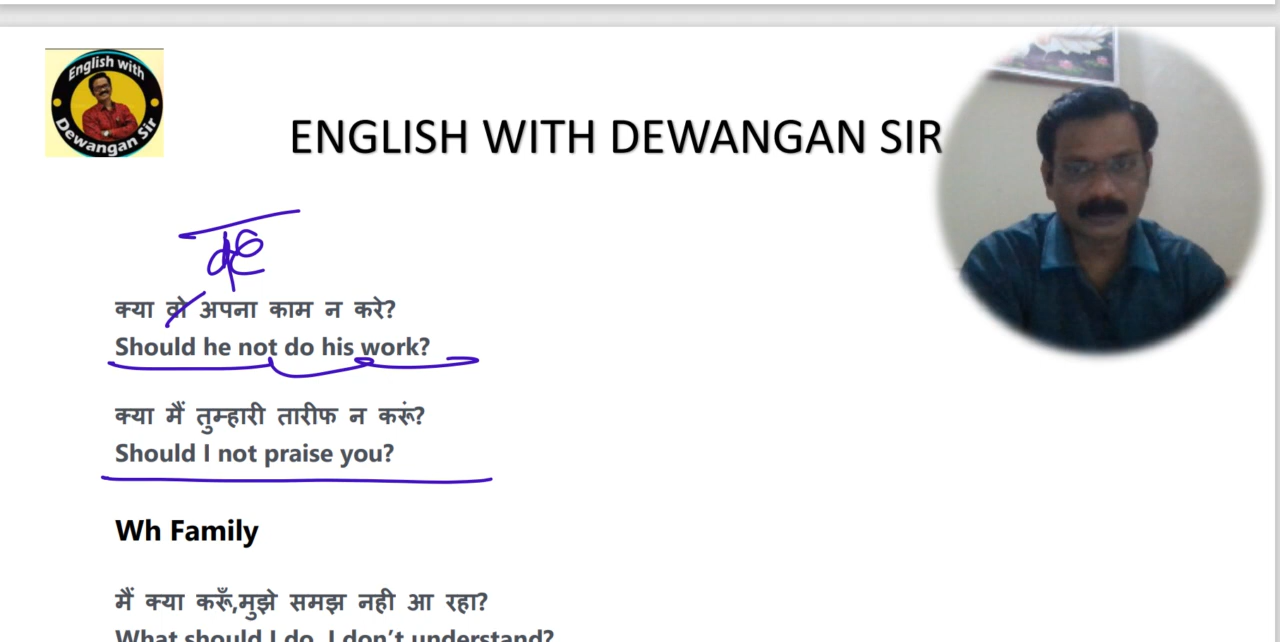 English with
Dewangan Sir
ENGLISH WITH DEWANGAN SIR
क्या वो अपना काम न करे?
Should he not do his work?
क्या मैं तुम्हारी तारीफ न करूं?
Should I not praise you?
Wh Family
मैं क्या करूँ,मुझे समझ नही आ रहा?
What should I do, I don't understand?